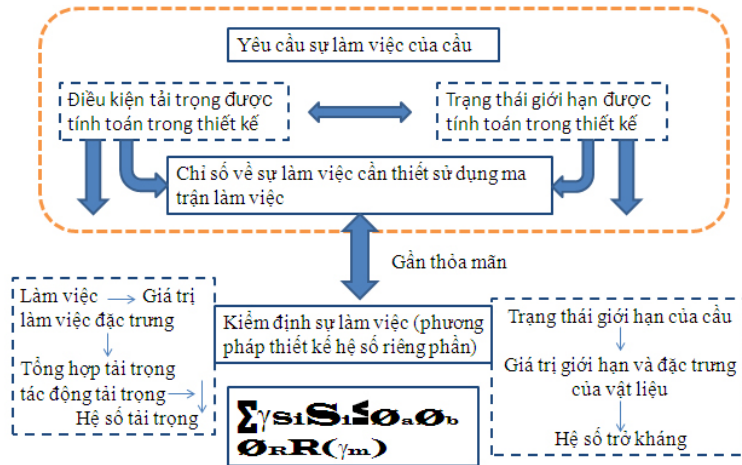 Yêu cầu sự làm việc của cầu
Điều kiện tải trọng được
tính toán trong thiết kế
Trạng thái giới hạn được
tính toán trong thiết kế
Chỉ số về sự làm việc cần thiết sử dụng ma
trận làm việc
Gần thỏa mãn
Làm việc → Giá trị
làm việc đặc trưng
Tổng hợp tải trọng
tác động tải trọng →
Hệ số tải trọng
Kiểm định sự làm việc (phương
pháp thiết kế hệ số riêng phần)
∑γsiSi≤ØaØb
ØRR(γm)
Trạng thái giới hạn của cầu
Giá trị giới hạn và đặc trưng
của vật liệu
Hệ số trở kháng